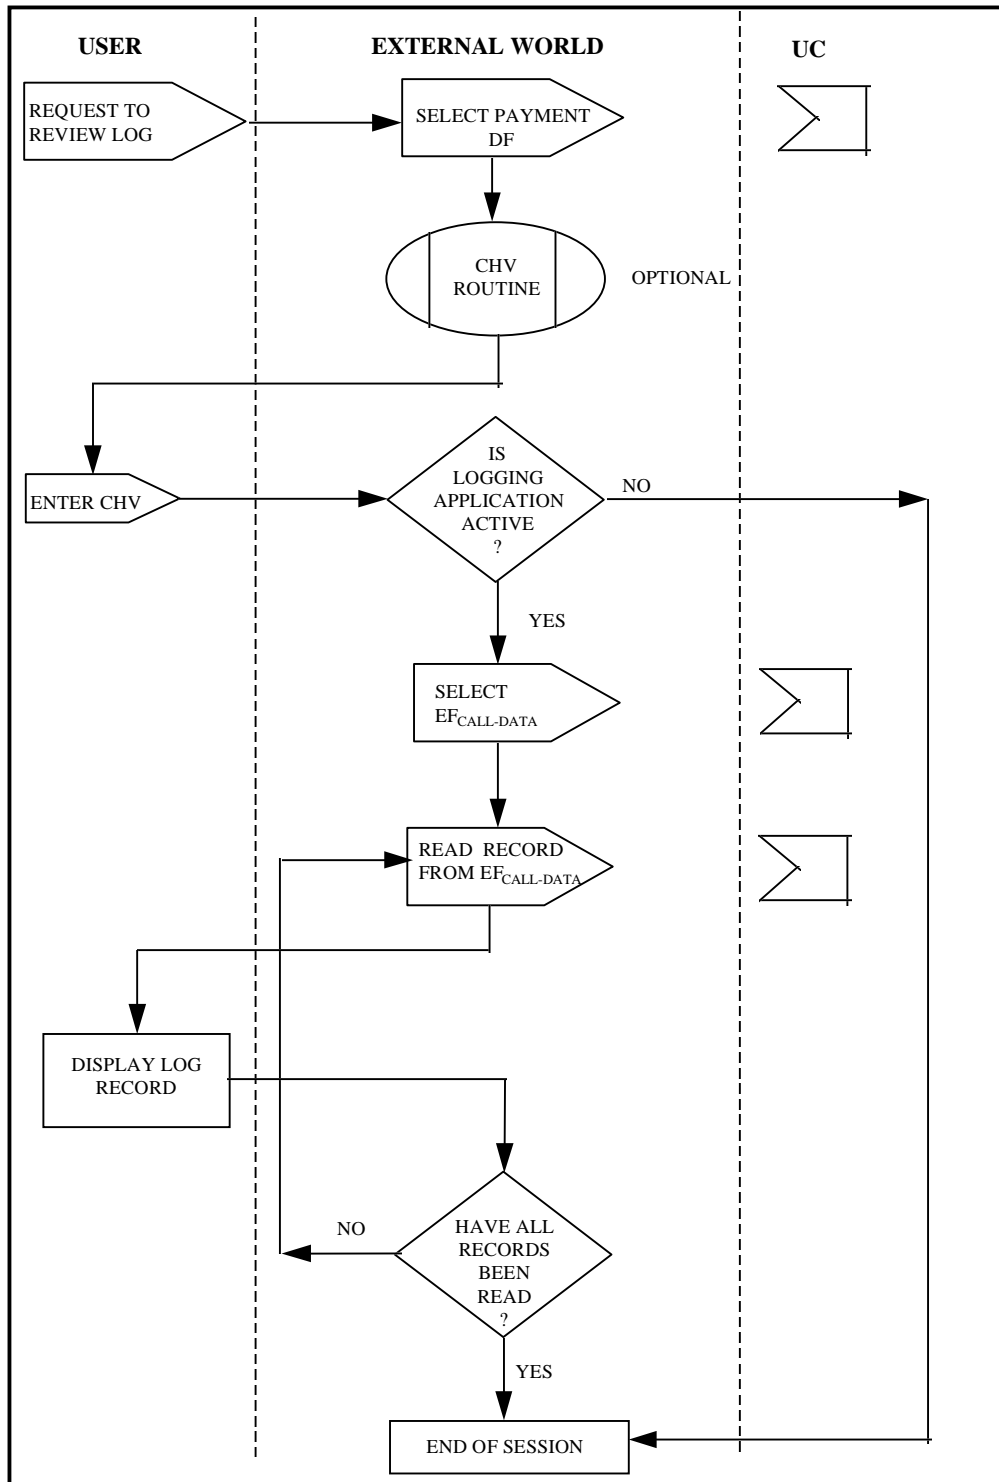 USER
EXTERNAL WORLD
UC
REQUEST TO
REVIEW LOG
SELECT PAYMENT
DF
CHV
ROUTINE
OPTIONAL
ENTER CHV
IS
LOGGING
APPLICATION
ACTIVE
?
NO
YES
SELECT
EFCALL-DATA
READ RECORD
FROM EFCALL-DATA
DISPLAY LOG
RECORD
NO
HAVE ALL
RECORDS
BEEN
READ
?
YES
END OF SESSION